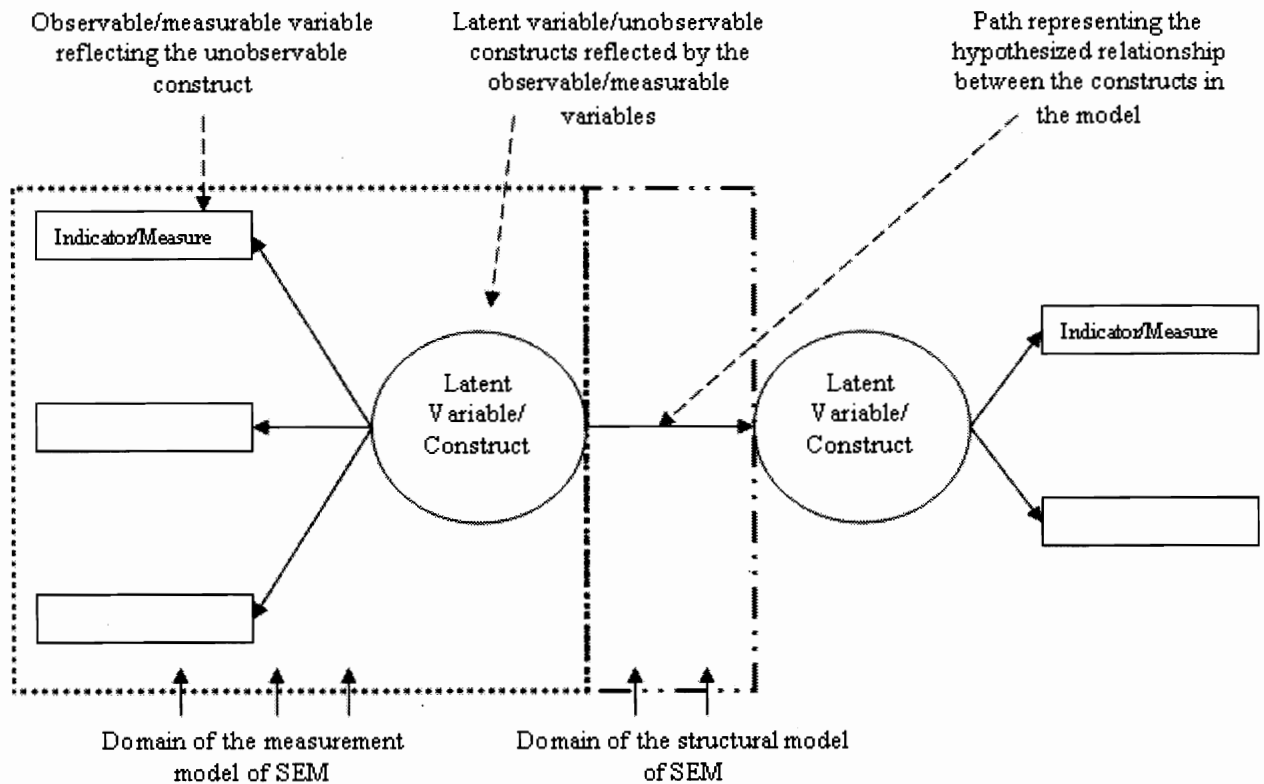 Observable/measurable variable
reflecting the unobservable
construct
Latent variable/unobservable
constructs reflected by the
observable/measurable
variables
Path representing the
hypothesized relationship
between the constructs in
the model
Indicator/Measure
Latent
Variable/
Construct
Latent
Variable/
Construct
Indicator/Measure
Domain of the measurement
model of SEM
Domain of the structural model
of SEM